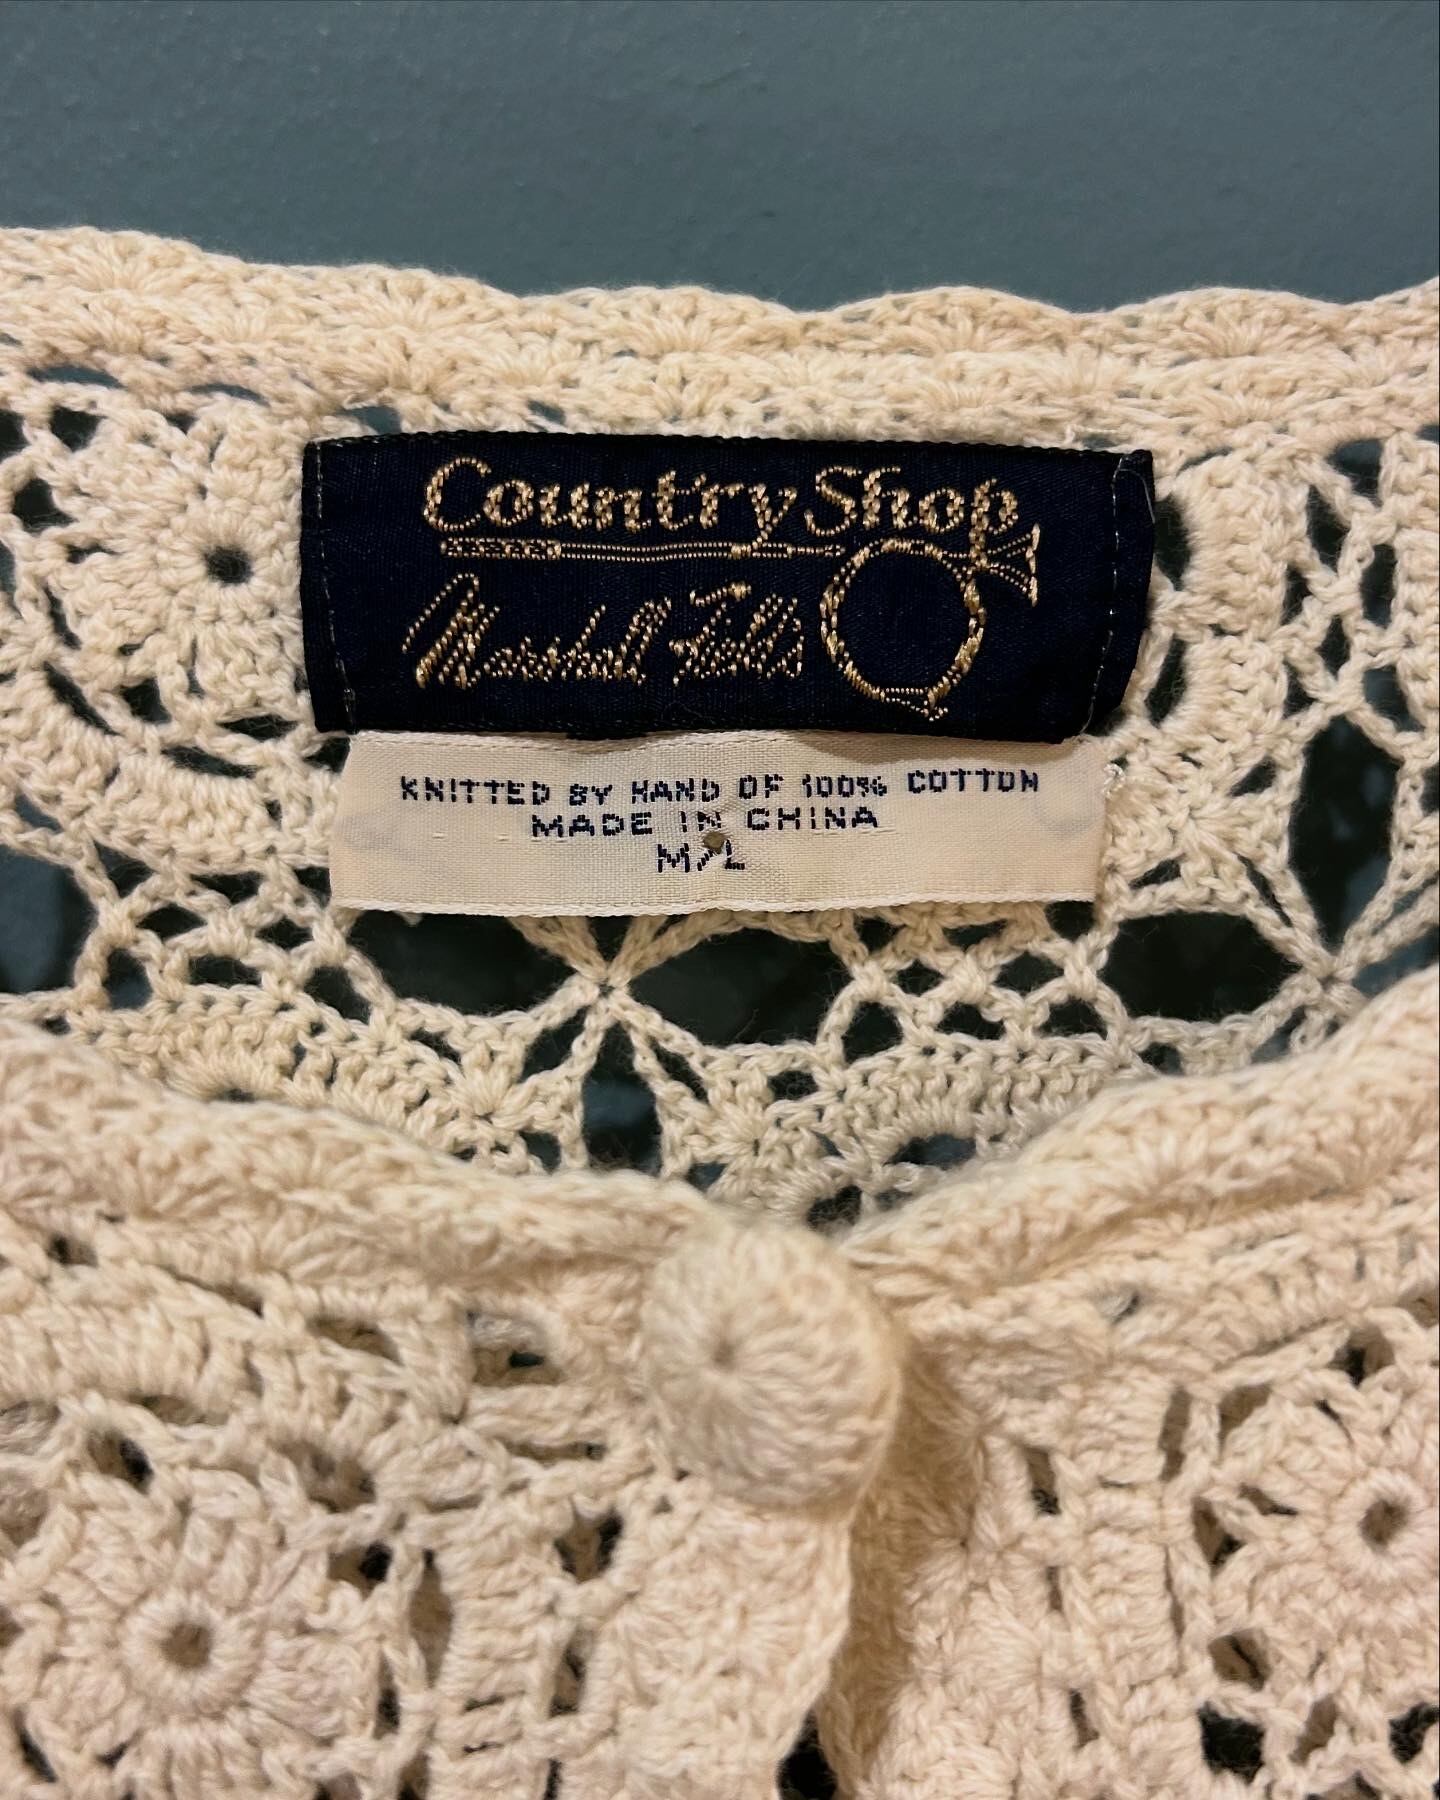 Country Shop
Marshall Field's
KNITTED BY HAND OF 100% COTTON
MADE IN CHINA
M/L